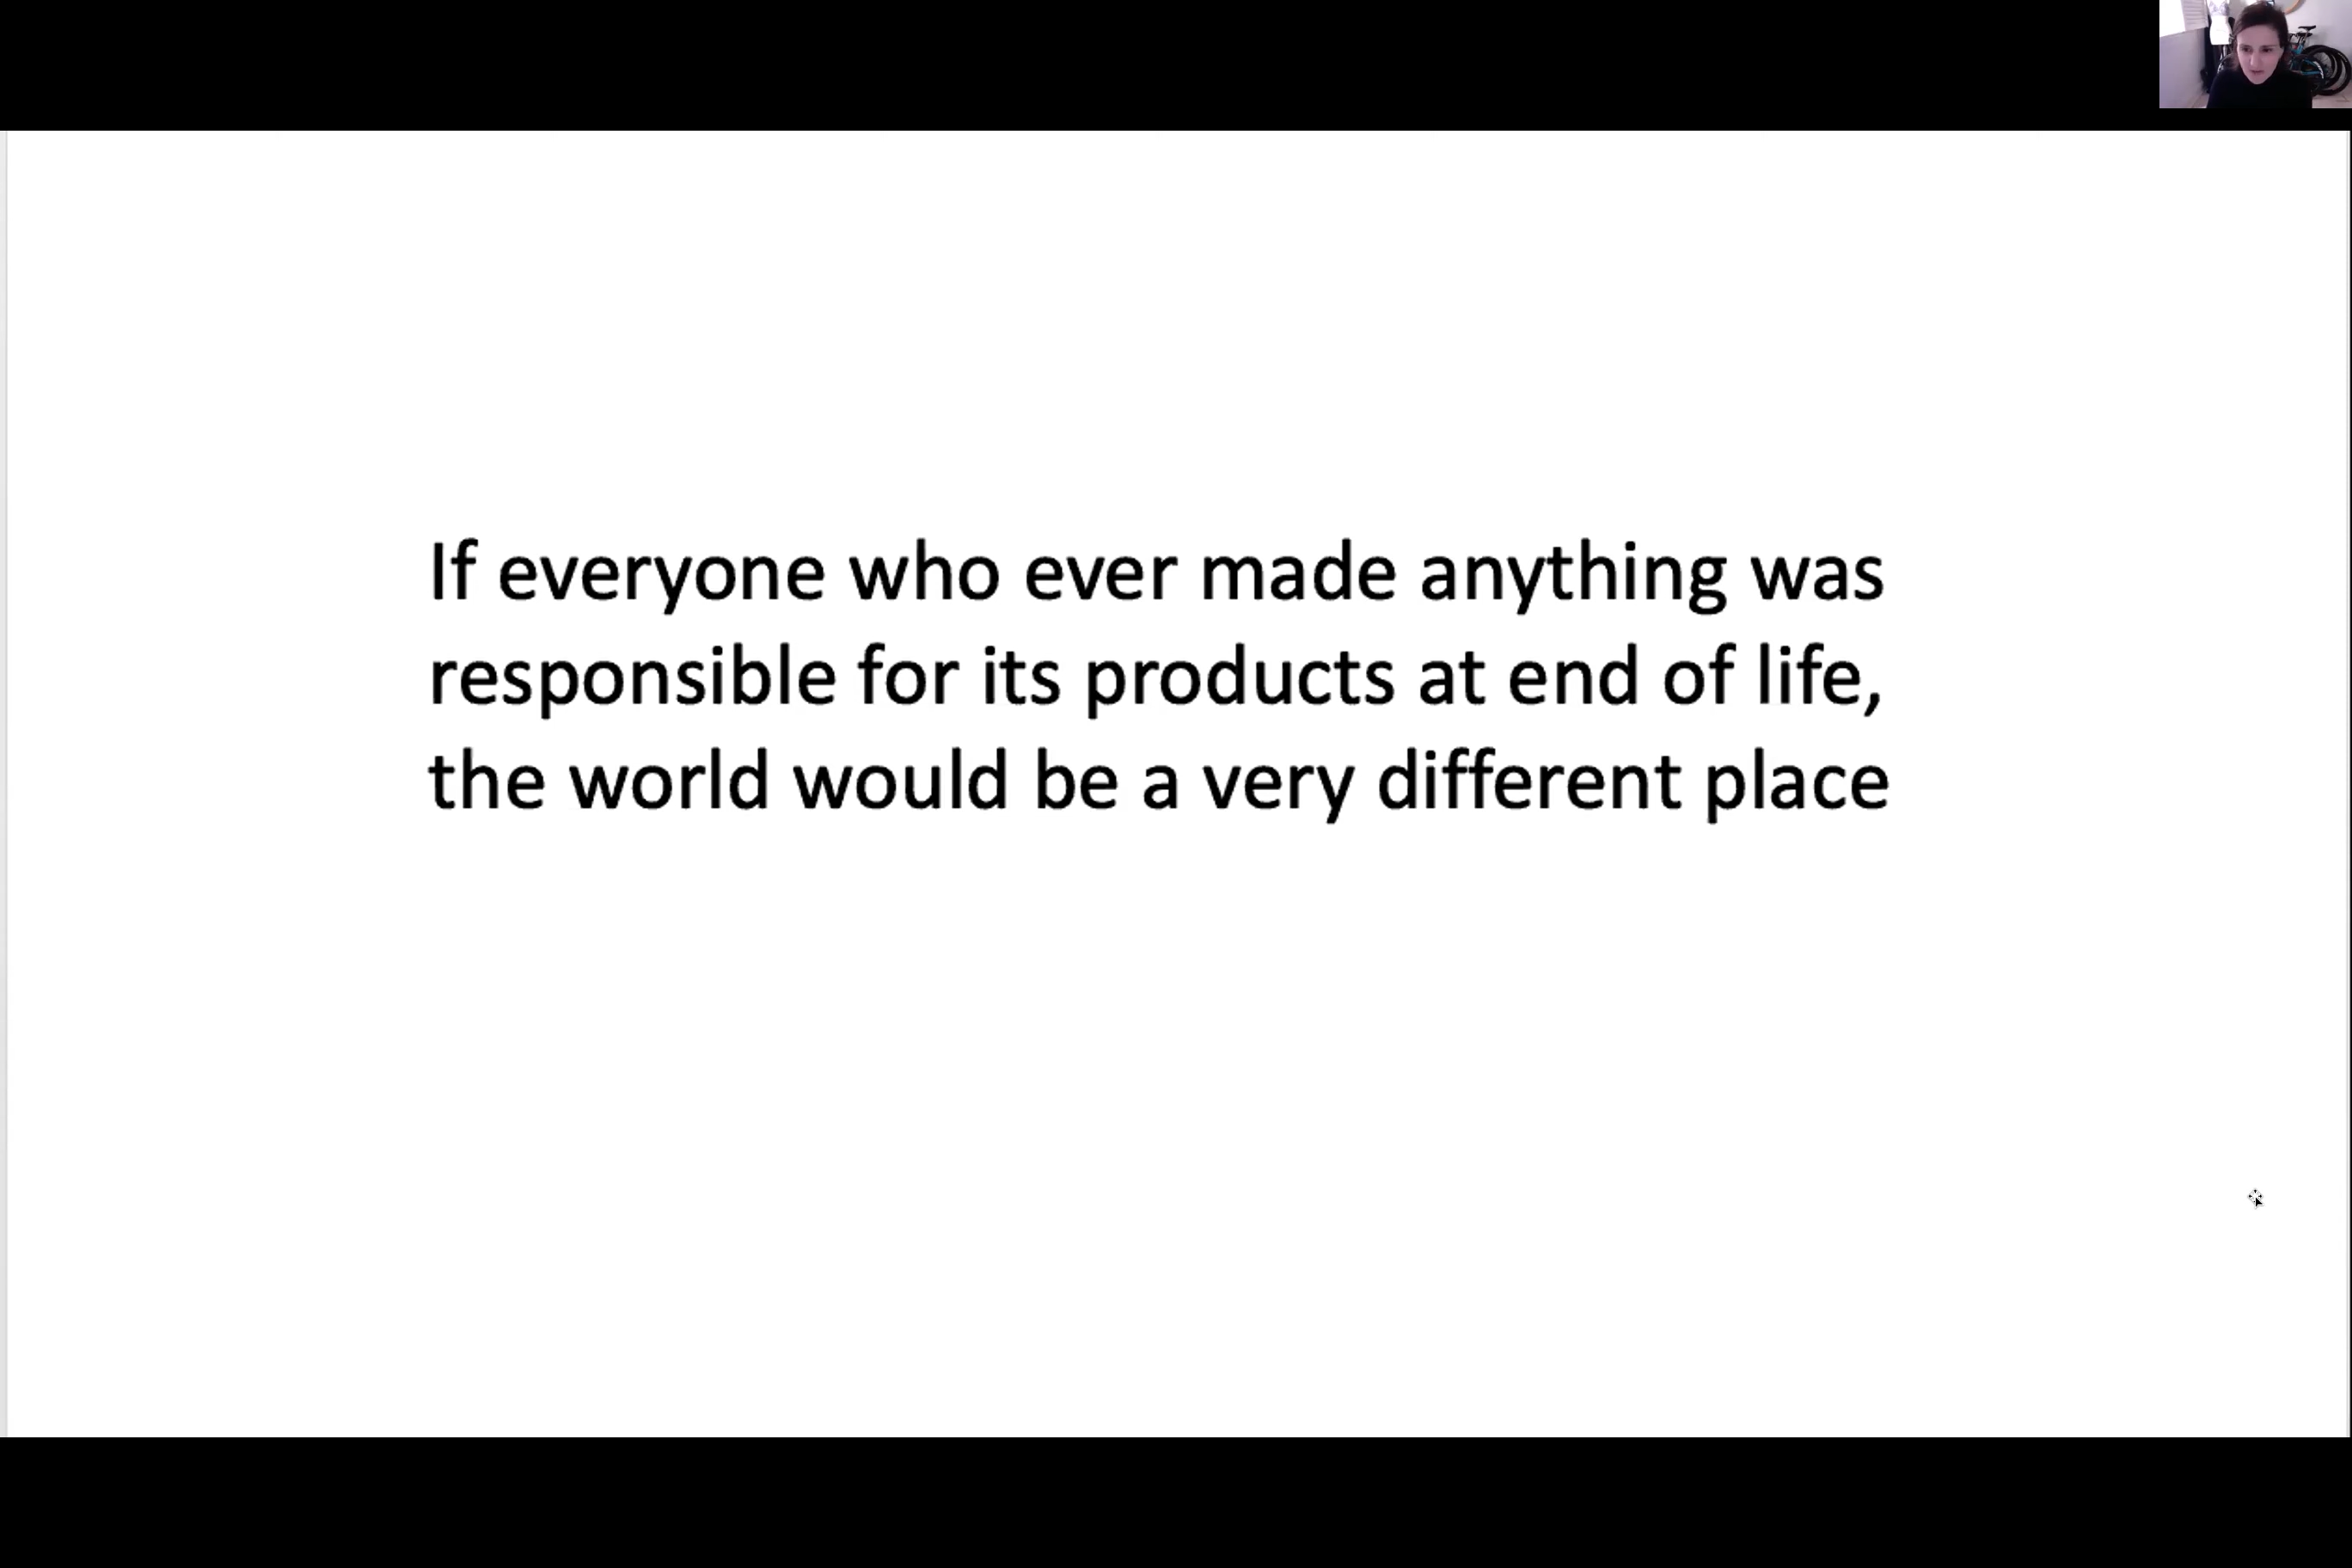 If everyone who ever made anything was
responsible for its products at end of life,
the world would be a very different place